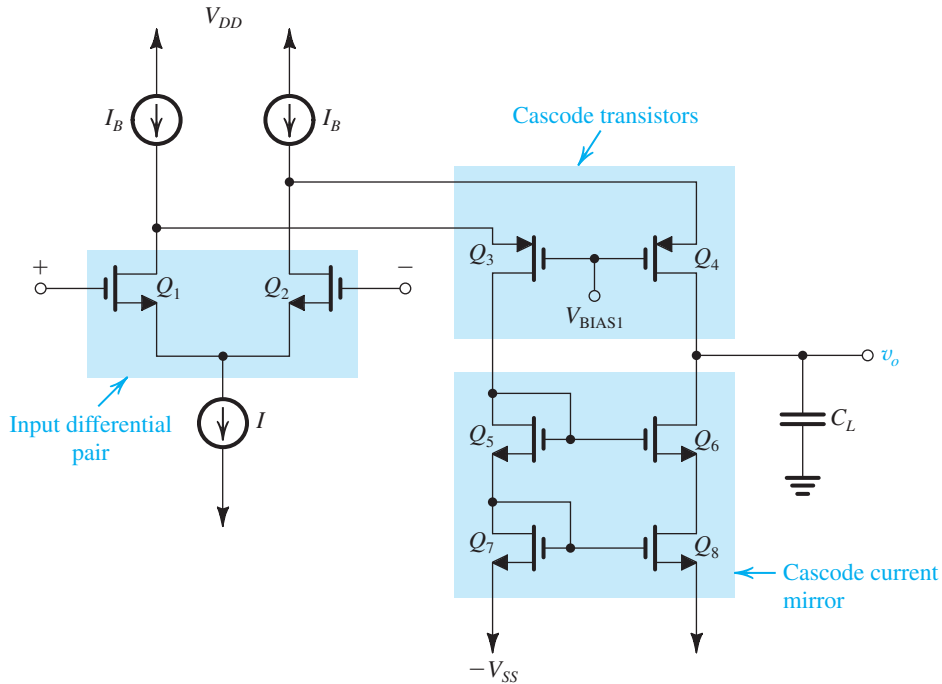 V_DD
I_B
I_B
Cascode transistors
Q_3
Q_4
+
Q_1
Q_2
−
V_BIAS1
v_o
Input differential
pair
I
Q_5
Q_6
C_L
Q_7
Q_8
Cascode current
mirror
−V_SS